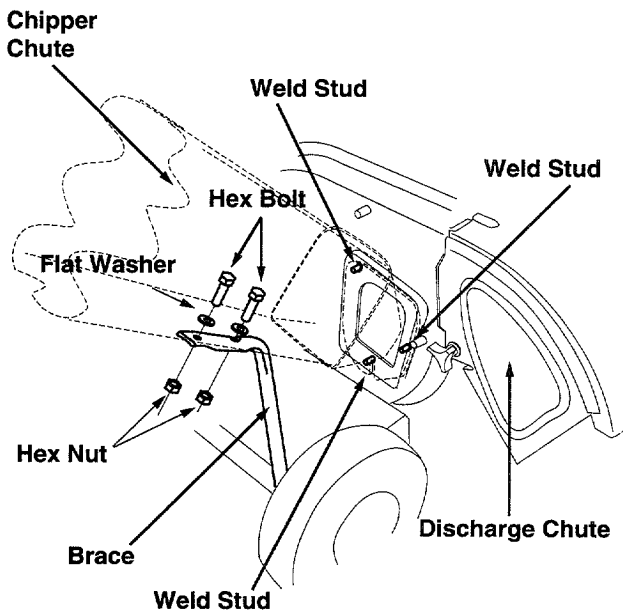 Chipper
Chute
Weld Stud
Weld Stud
Hex Bolt
Flat Washer
Hex Nut
Discharge Chute
Brace
Weld Stud